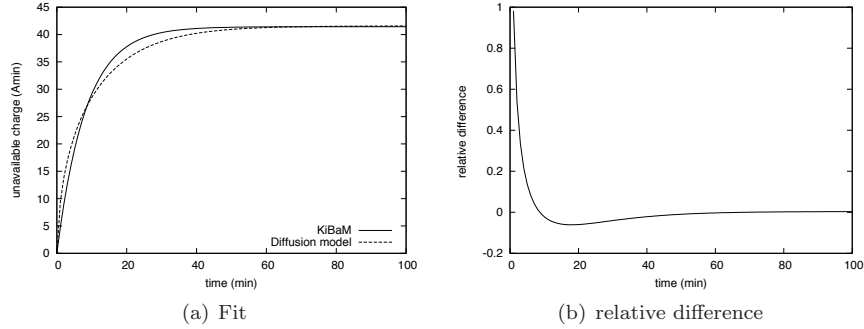 unavailable charge (Amin)
45
40
35
30
25
20
15
10
5
0
0 20 40 60 80 100
time (min)
KiBaM
Diffusion model
(a) Fit
relative difference
1
0.8
0.6
0.4
0.2
0
-0.2
0 20 40 60 80 100
time (min)
(b) relative difference